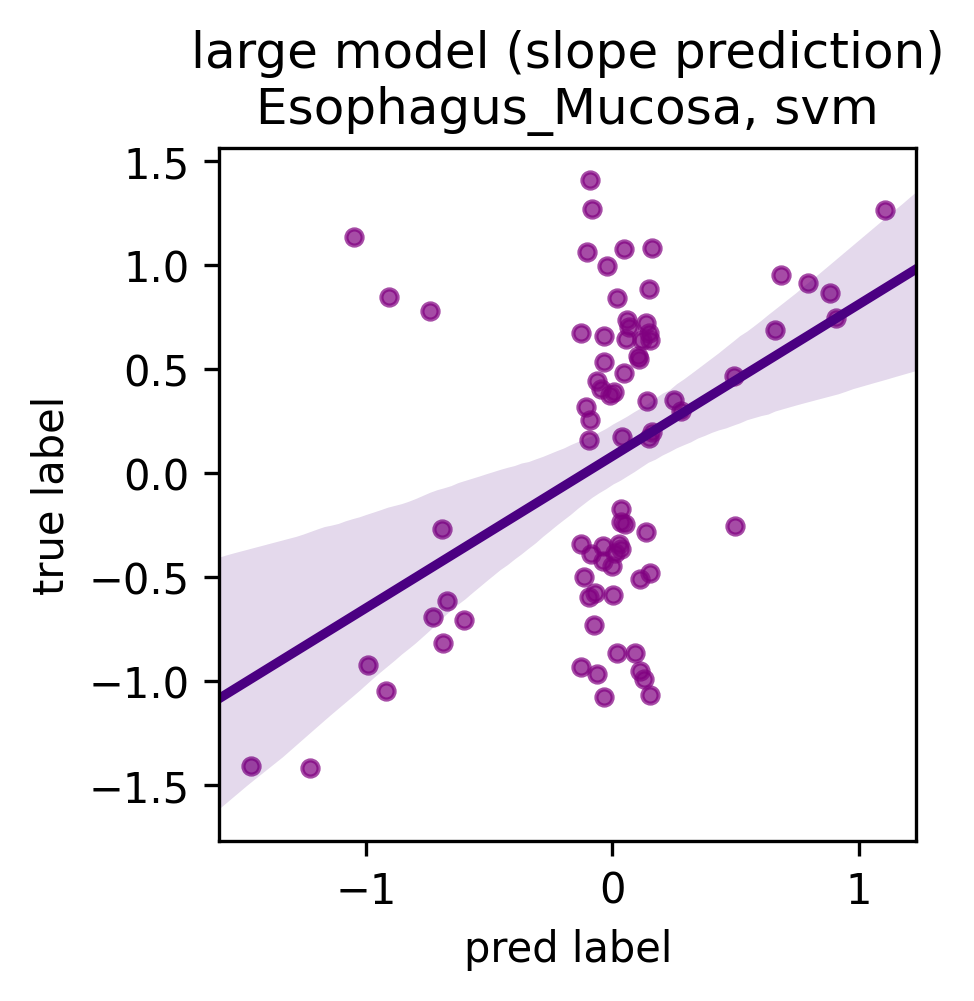 large model (slope prediction)
Esophagus_Mucosa, svm
1.5
1.0
0.5
0.0
−0.5
−1.0
−1.5
true label
−1
0
1
pred label